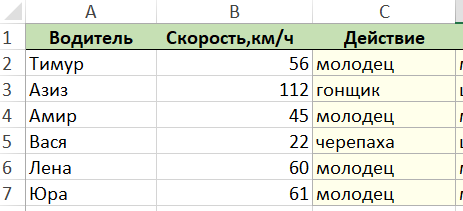 A B C
1 Водитель Скорость,км/ч Действие
2 Тимур 56 молодец
3 Азиз 112 гонщик
4 Амир 45 молодец
5 Вася 22 черепаха
6 Лена 60 молодец
7 Юра 61 молодец